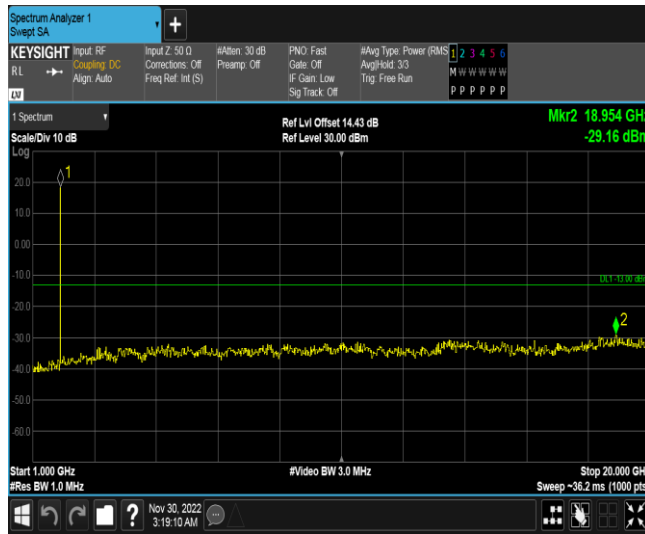 Spectrum Analyzer 1
Swept SA
+
KEYSIGHT
RL
LXI
Input: RF
Coupling: DC
Align: Auto
Input Z: 50 Ω
Corrections: Off
Freq Ref: Int (S)
#Atten: 30 dB
Preamp: Off
PNO: Fast
Gate: Off
IF Gain: Low
Sig Track: Off
#Avg Type: Power (RMS
Avg|Hold: 3/3
Trig: Free Run
1 2 3 4 5 6
M W W W W W
P P P P P P
1 Spectrum
Scale/Div 10 dB
Log
Ref Lvl Offset 14.43 dB
Ref Level 30.00 dBm
Mkr2 18.954 GH
-29.16 dBm
1
20.0
10.0
0.00
-10.0
DL1 -13.00 dB
-20.0
2
-30.0
-40.0
-50.0
-60.0
Start 1.000 GHz
#Res BW 1.0 MHz
#Video BW 3.0 MHz
Stop 20.000 GH
Sweep ~36.2 ms (1000 pts
?
Nov 30, 2022
3:19:10 AM